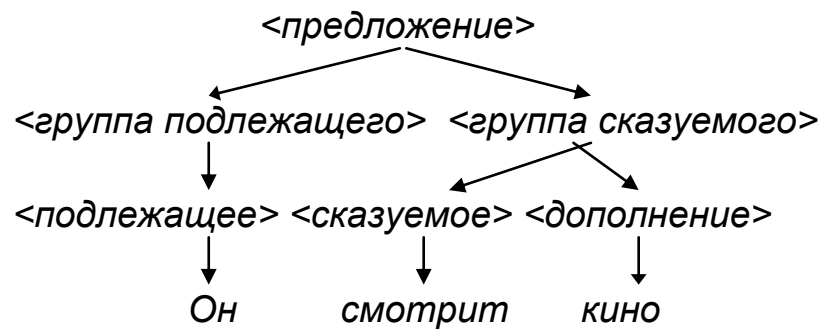 <предложение>
<группа подлежащего> <группа сказуемого>
<подлежащее> <сказуемое> <дополнение>
Он смотрит кино